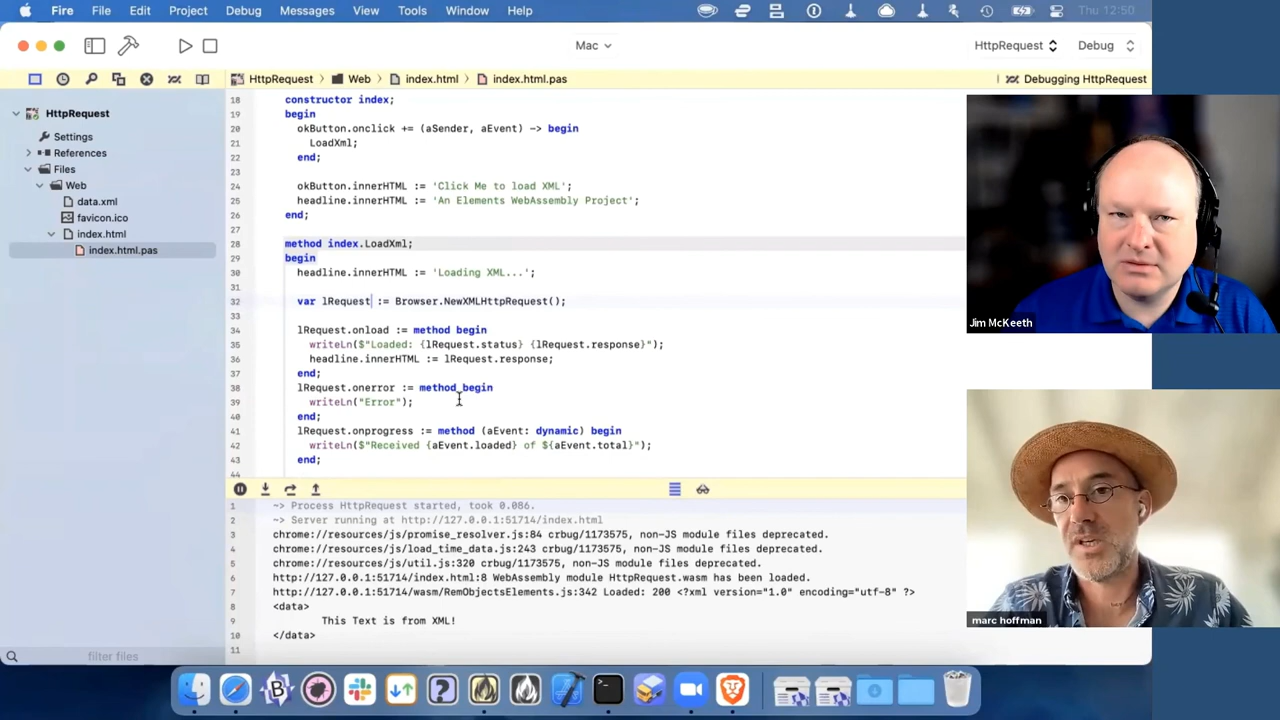 Fire File Edit Project Debug Messages View Tools Window Help Thu 12:50
Mac HttpRequest Debug
HttpRequest > Web > index.html > index.html.pas Debugging HttpRequest
HttpRequest
Settings
References
Files
Web
data.xml
favicon.ico
index.html
index.html.pas
filter files
18 constructor index;
19 begin
20 okButton.onclick += (aSender, aEvent) -> begin
21 LoadXml;
22 end;
24 okButton.innerHTML := 'Click Me to load XML';
25 headline.innerHTML := 'An Elements WebAssembly Project';
26 end;
27
28 method index.LoadXml;
29 begin
30 headline.innerHTML := 'Loading XML...';
31
32 var lRequest := Browser.NewXMLHttpRequest();
33
34 lRequest.onload := method begin
35 writeLn($"Loaded: {lRequest.status} {lRequest.response}");
36 headline.innerHTML := lRequest.response;
37 end;
38 lRequest.onerror := method begin
39 writeLn("Error");
40 end;
41 lRequest.onprogress := method (aEvent: dynamic) begin
42 writeLn($"Received {aEvent.loaded} of ${aEvent.total}");
43 end;
44
1 ~> Process HttpRequest started, took 0.086.
2 ~> Server running at http://127.0.0.1:51714/index.html
3 chrome://resources/js/promise_resolver.js:84 crbug/1173575, non-JS module files deprecated.
4 chrome://resources/js/load_time_data.js:243 crbug/1173575, non-JS module files deprecated.
5 chrome://resources/js/util.js:320 crbug/1173575, non-JS module files deprecated.
6 http://127.0.0.1:51714/index.html:8 WebAssembly module HttpRequest.wasm has been loaded.
7 http://127.0.0.1:51714/wasm/RemObjectsElements.js:342 Loaded: 200 <?xml version="1.0" encoding="utf-8" ?>
8 <data>
9 This Text is from XML!
10 </data>
11
Jim McKeeth
marc hoffman